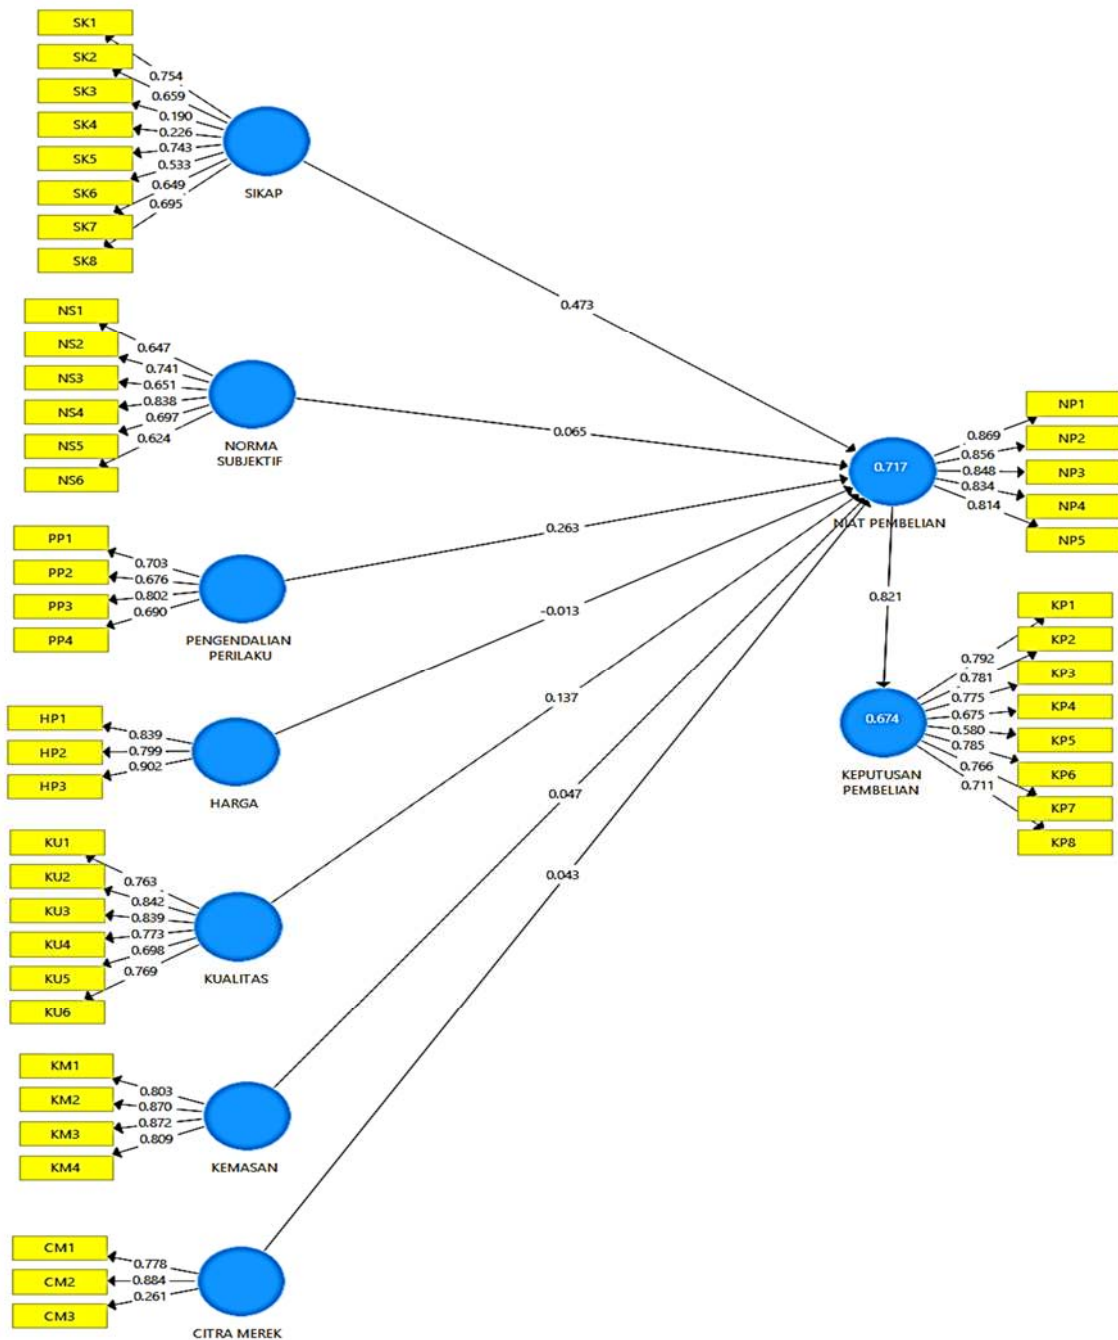 SK1
SK2
SK3
SK4
SK5
SK6
SK7
SK8
0.754
0.659
0.190
0.226
0.743
0.533
0.649
0.695
SIKAP
0.473
NS1
NS2
NS3
NS4
NS5
NS6
0.647
0.741
0.651
0.838
0.697
0.624
NORMA
SUBJEKTIF
0.065
PP1
PP2
PP3
PP4
0.703
0.676
0.802
0.690
PENGENDALIAN
PERILAKU
0.263
HP1
HP2
HP3
0.839
0.799
0.902
HARGA
-0.013
KU1
KU2
KU3
KU4
KU5
KU6
0.763
0.842
0.839
0.773
0.698
0.769
KUALITAS
0.137
KM1
KM2
KM3
KM4
0.803
0.870
0.872
0.809
KEMASAN
0.047
CM1
CM2
CM3
0.778
0.884
0.261
CITRA MEREK
0.043
0.717
NIAT PEMBELIAN
0.869
0.856
0.848
0.834
0.814
NP1
NP2
NP3
NP4
NP5
0.821
0.674
KEPUTUSAN
PEMBELIAN
0.792
0.781
0.775
0.675
0.580
0.785
0.766
0.711
KP1
KP2
KP3
KP4
KP5
KP6
KP7
KP8